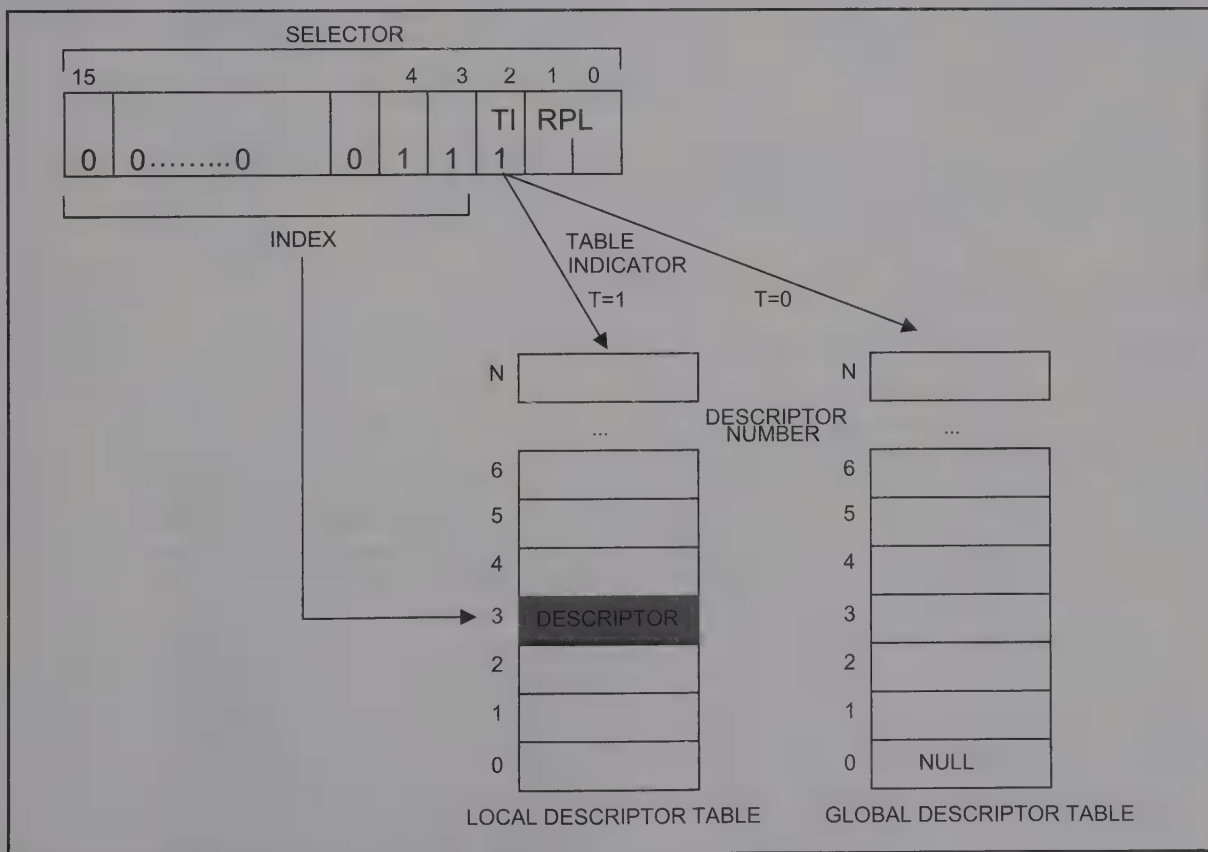 SELECTOR
15 4 3 2 1 0
TI RPL
0 0.........0 0 1 1 1
INDEX
TABLE
INDICATOR
T=1
T=0
N
N
DESCRIPTOR
NUMBER
...
...
6
6
5
5
4
4
3 DESCRIPTOR
3
2
2
1
1
0
0 NULL
LOCAL DESCRIPTOR TABLE
GLOBAL DESCRIPTOR TABLE